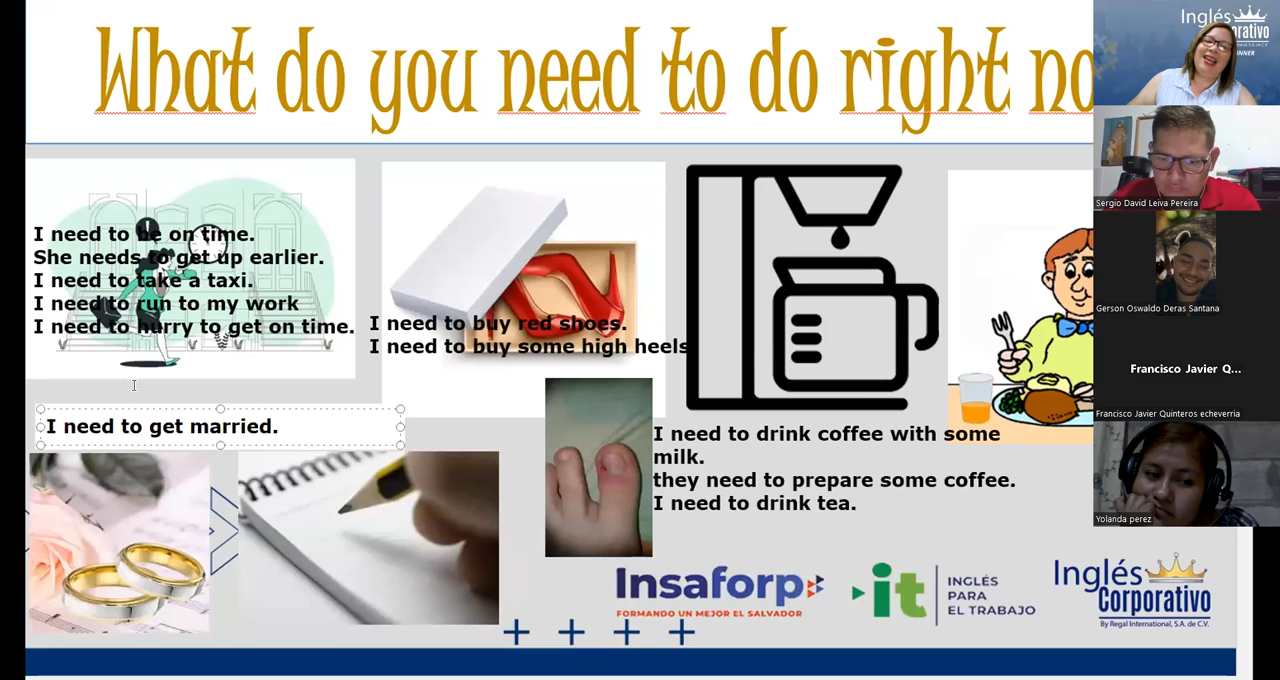 What do you need to do right no
I need to be on time.
She needs to get up earlier.
I need to take a taxi.
I need to run to my work
I need to hurry to get on time.
I need to buy red shoes.
I need to buy some high heels
I need to get married.
I need to drink coffee with some
milk.
they need to prepare some coffee.
I need to drink tea.
Insaforp
FORMANDO UN MEJOR EL SALVADOR
it
INGLÉS
PARA
EL TRABAJO
Inglés
Corporativo
By Regal International, S.A. de C.V.
Inglés
Sergio David Leiva Pereira
Gerson Oswaldo Deras Santana
Francisco Javier Q...
Francisco Javier Quinteros echeverria
Yolanda perez